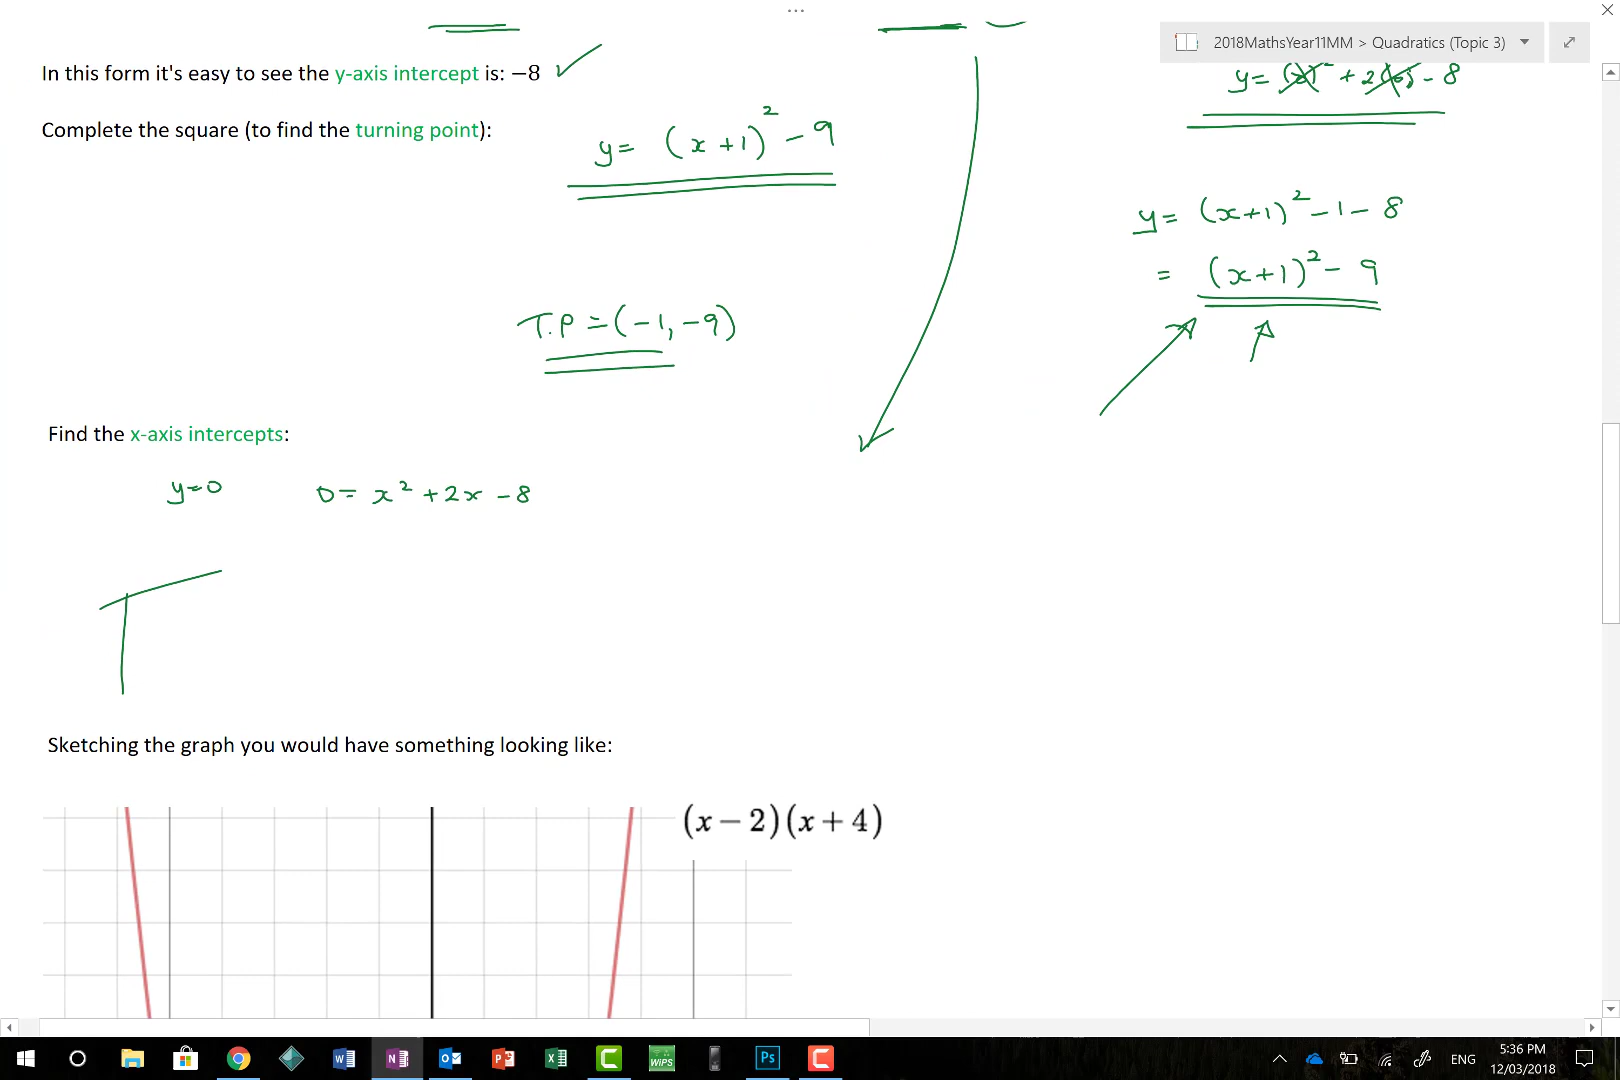 2018MathsYear11MM > Quadratics (Topic 3)
In this form it's easy to see the y-axis intercept is: −8
y = (0)² + 2(0) - 8
Complete the square (to find the turning point):
y = (x + 1)² - 9
y = (x+1)² - 1 - 8
= (x+1)² - 9
T.P = (-1, -9)
Find the x-axis intercepts:
y=0
0 = x² + 2x - 8
Sketching the graph you would have something looking like:
(x − 2)(x + 4)
WIPS
ENG
5:36 PM
12/03/2018